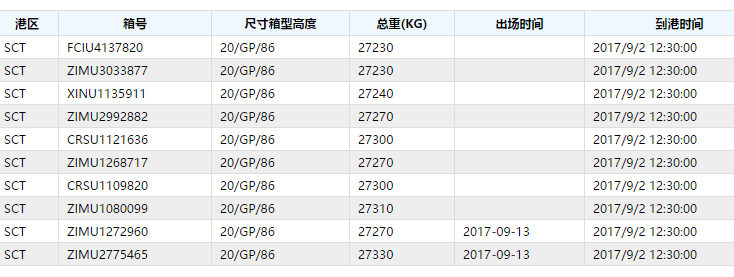 港区 箱号 尺寸箱型高度 总重(KG) 出场时间 到港时间
SCT FCIU4137820 20/GP/86 27230 2017/9/2 12:30:00
SCT ZIMU3033877 20/GP/86 27230 2017/9/2 12:30:00
SCT XINU1135911 20/GP/86 27240 2017/9/2 12:30:00
SCT ZIMU2992882 20/GP/86 27270 2017/9/2 12:30:00
SCT CRSU1121636 20/GP/86 27300 2017/9/2 12:30:00
SCT ZIMU1268717 20/GP/86 27270 2017/9/2 12:30:00
SCT CRSU1109820 20/GP/86 27300 2017/9/2 12:30:00
SCT ZIMU1080099 20/GP/86 27310 2017/9/2 12:30:00
SCT ZIMU1272960 20/GP/86 27270 2017-09-13 2017/9/2 12:30:00
SCT ZIMU2775465 20/GP/86 27330 2017-09-13 2017/9/2 12:30:00